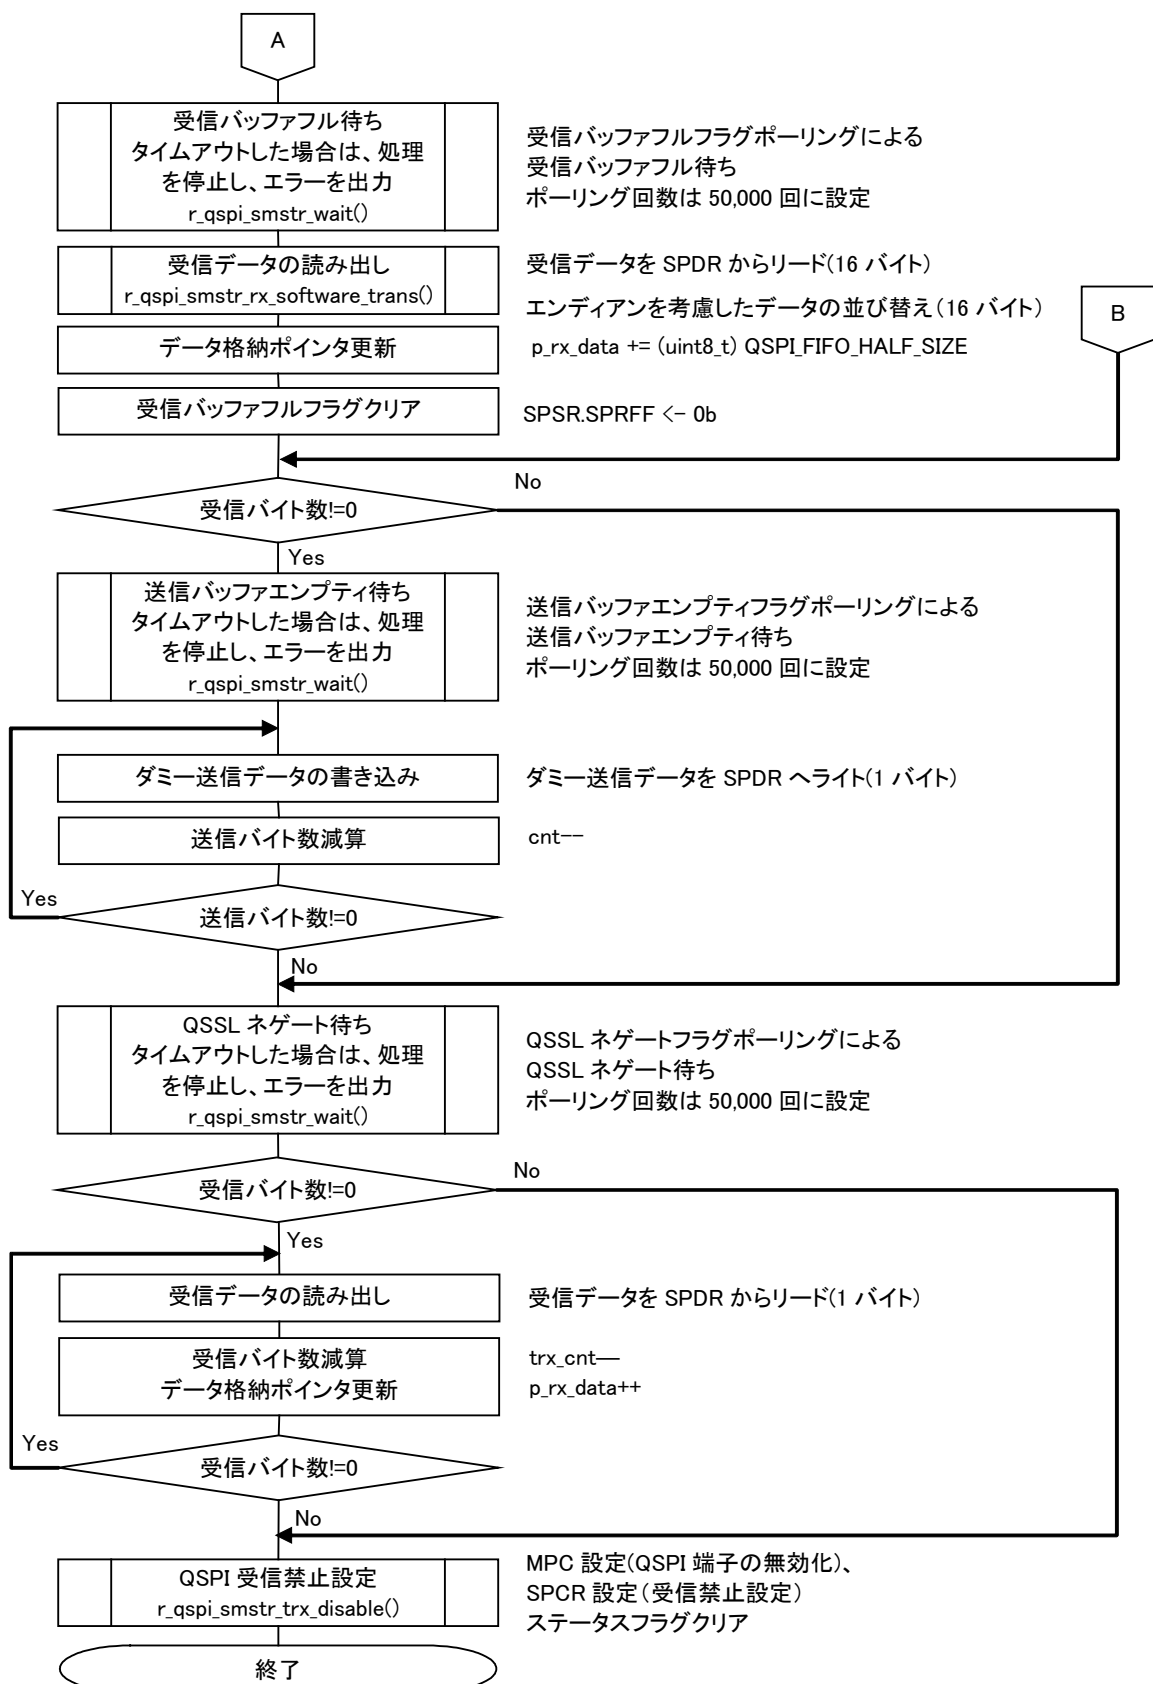 A
受信バッファフル待ち
タイムアウトした場合は、処理
を停止し、エラーを出力
r_qspi_smstr_wait()
受信バッファフルフラグポーリングによる
受信バッファフル待ち
ポーリング回数は 50,000 回に設定
受信データの読み出し
r_qspi_smstr_rx_software_trans()
受信データを SPDR からリード(16 バイト)
エンディアンを考慮したデータの並び替え(16 バイト)
B
データ格納ポインタ更新
p_rx_data += (uint8_t) QSPI_FIFO_HALF_SIZE
受信バッファフルフラグクリア
SPSR.SPRFF <- 0b
受信バイト数!=0
No
Yes
送信バッファエンプティ待ち
タイムアウトした場合は、処理
を停止し、エラーを出力
r_qspi_smstr_wait()
送信バッファエンプティフラグポーリングによる
送信バッファエンプティ待ち
ポーリング回数は 50,000 回に設定
ダミー送信データの書き込み
ダミー送信データを SPDR へライト(1 バイト)
送信バイト数減算
cnt--
Yes
送信バイト数!=0
No
QSSL ネゲート待ち
タイムアウトした場合は、処理
を停止し、エラーを出力
r_qspi_smstr_wait()
QSSL ネゲートフラグポーリングによる
QSSL ネゲート待ち
ポーリング回数は 50,000 回に設定
受信バイト数!=0
No
Yes
受信データの読み出し
受信データを SPDR からリード(1 バイト)
受信バイト数減算
データ格納ポインタ更新
trx_cnt—
p_rx_data++
Yes
受信バイト数!=0
No
QSPI 受信禁止設定
r_qspi_smstr_trx_disable()
MPC 設定(QSPI 端子の無効化)、
SPCR 設定(受信禁止設定)
ステータスフラグクリア
終了